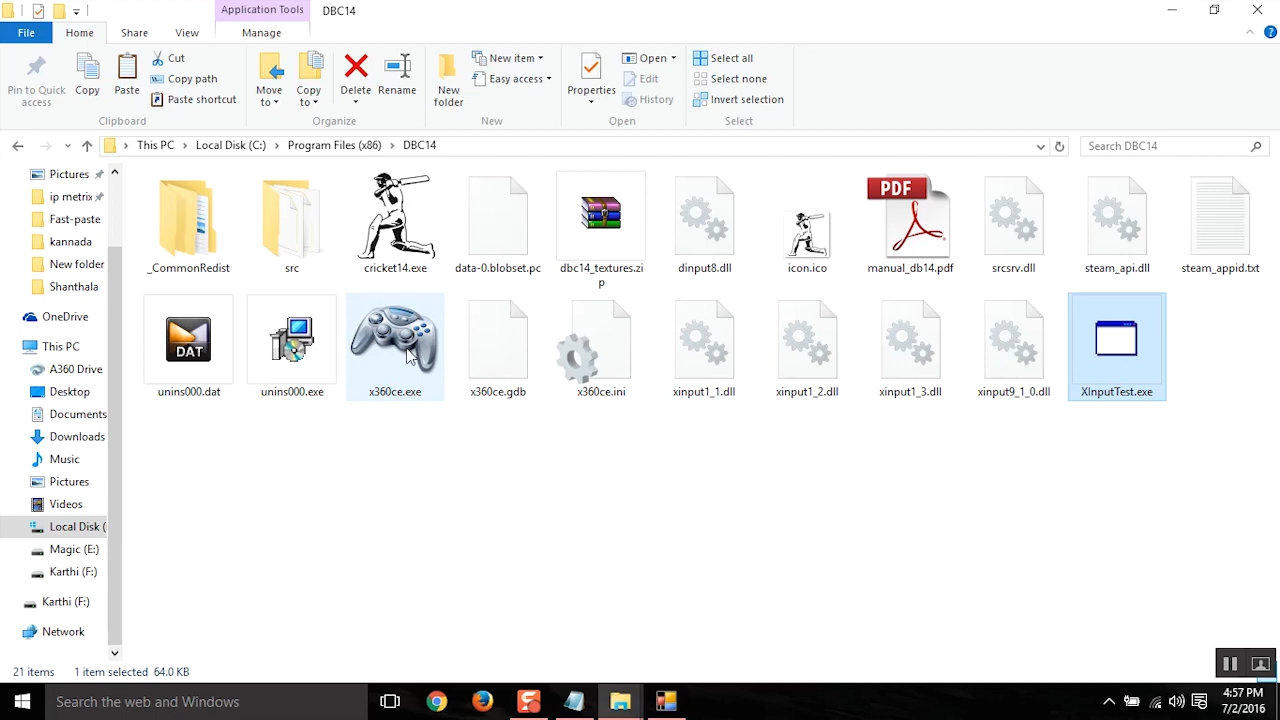 Application Tools
DBC14
File
Home
Share
View
Manage
Pin to Quick
access
Copy
Paste
Cut
Copy path
Paste shortcut
Move
to
Copy
to
Delete
Rename
New
folder
New item
Easy access
Properties
Open
Edit
History
Select all
Select none
Invert selection
Clipboard
Organize
New
Open
Select
This PC
Local Disk (C:)
Program Files (x86)
DBC14
Search DBC14
Pictures
ip metrix
Fast-paste
kannada
New folder
Shanthala
OneDrive
This PC
A360 Drive
Desktop
Documents
Downloads
Music
Pictures
Videos
Local Disk (
Magic (E:)
Karthi (F:)
Karthi (F:)
Network
_CommonRedist
src
cricket14.exe
data-0.blobset.pc
dbc14_textures.zi
p
dinput8.dll
icon.ico
PDF
manual_db14.pdf
srcsrv.dll
steam_api.dll
steam_appid.txt
DAT
unins000.dat
unins000.exe
x360ce.exe
x360ce.gdb
x360ce.ini
xinput1_1.dll
xinput1_2.dll
xinput1_3.dll
xinput9_1_0.dll
XInputTest.exe
21 items
1 item selected 64.0 KB
Search the web and Windows
4:57 PM
7/2/2016